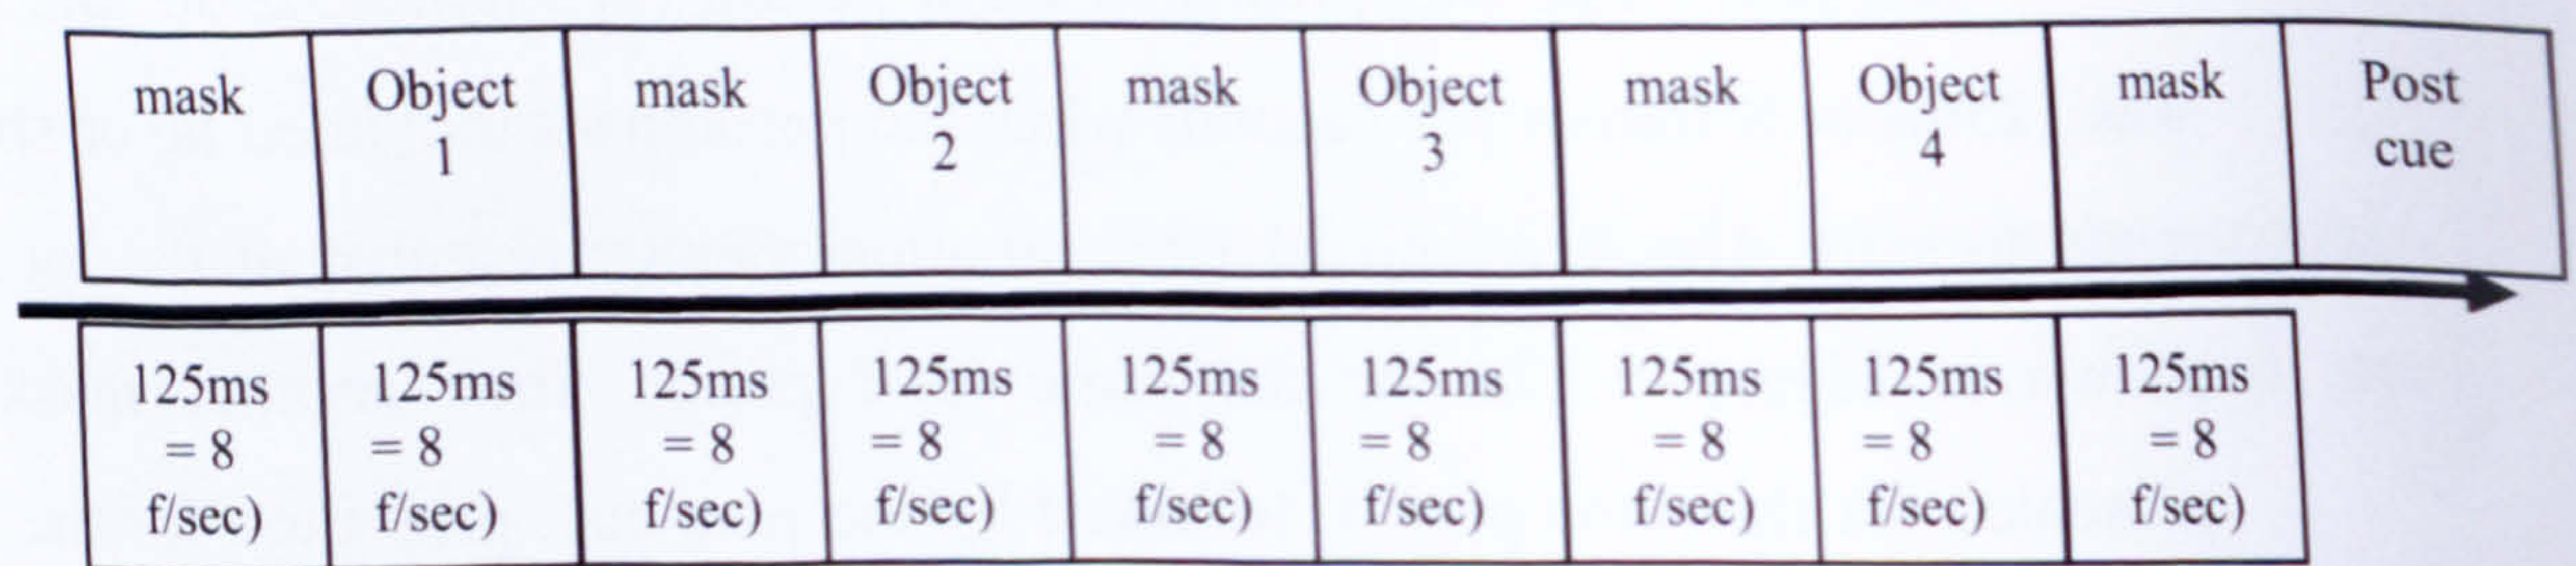 mask Object mask Object mask Object mask Object mask Post
1 2 3 4 cue
125ms 125ms 125ms 125ms 125ms 125ms 125ms 125ms 125ms
= 8 = 8 = 8 = 8 = 8 = 8 = 8 = 8 = 8
f/sec) f/sec) f/sec) f/sec) f/sec) f/sec) f/sec) f/sec) f/sec)